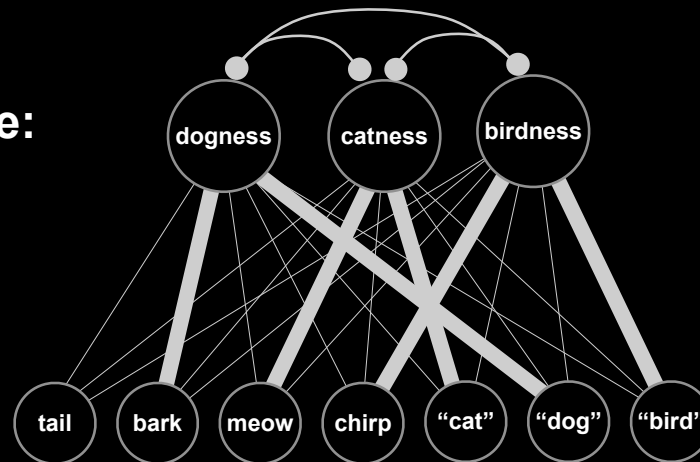 e:
dogness
catness
birdness
tail
bark
meow
chirp
“cat”
“dog”
“bird”